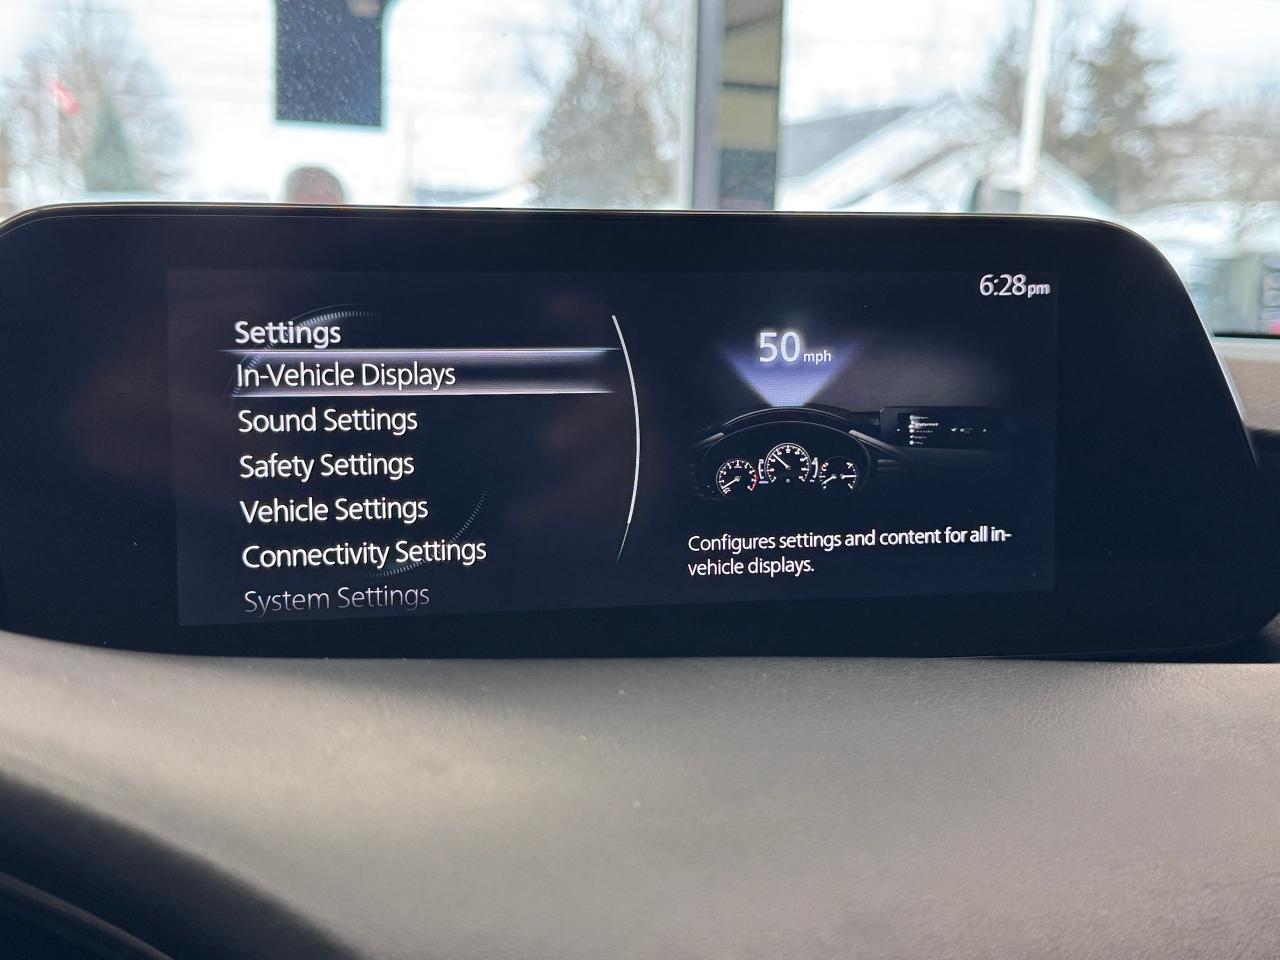 6:28pm
Settings
In-Vehicle Displays
Sound Settings
Safety Settings
Vehicle Settings
Connectivity Settings
System Settings
50 mph
Configures settings and content for all in-
vehicle displays.